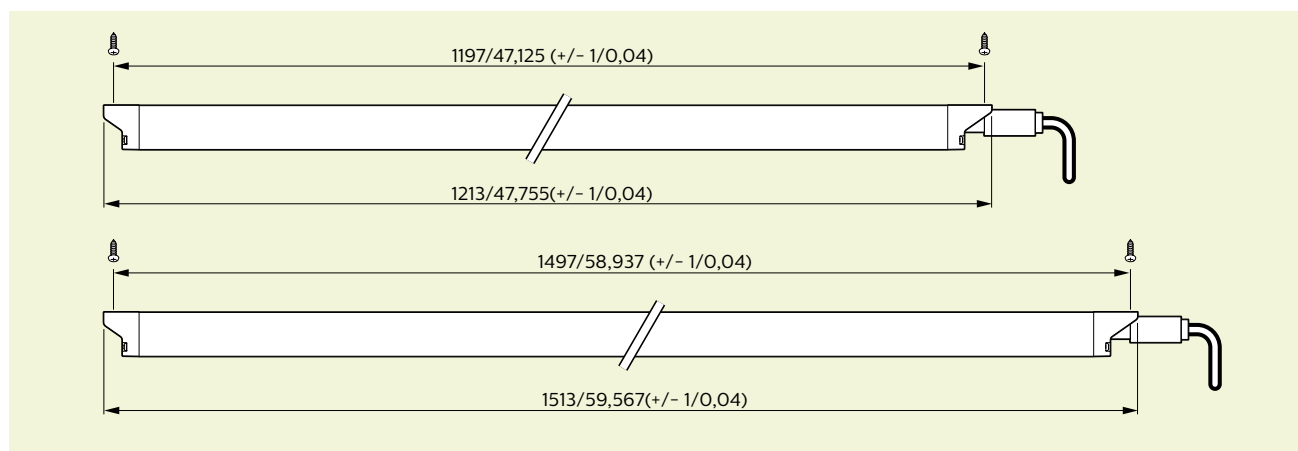 1197/47,125 (+/- 1/0,04)
1213/47,755(+/- 1/0,04)
1497/58,937 (+/- 1/0,04)
1513/59,567(+/- 1/0,04)